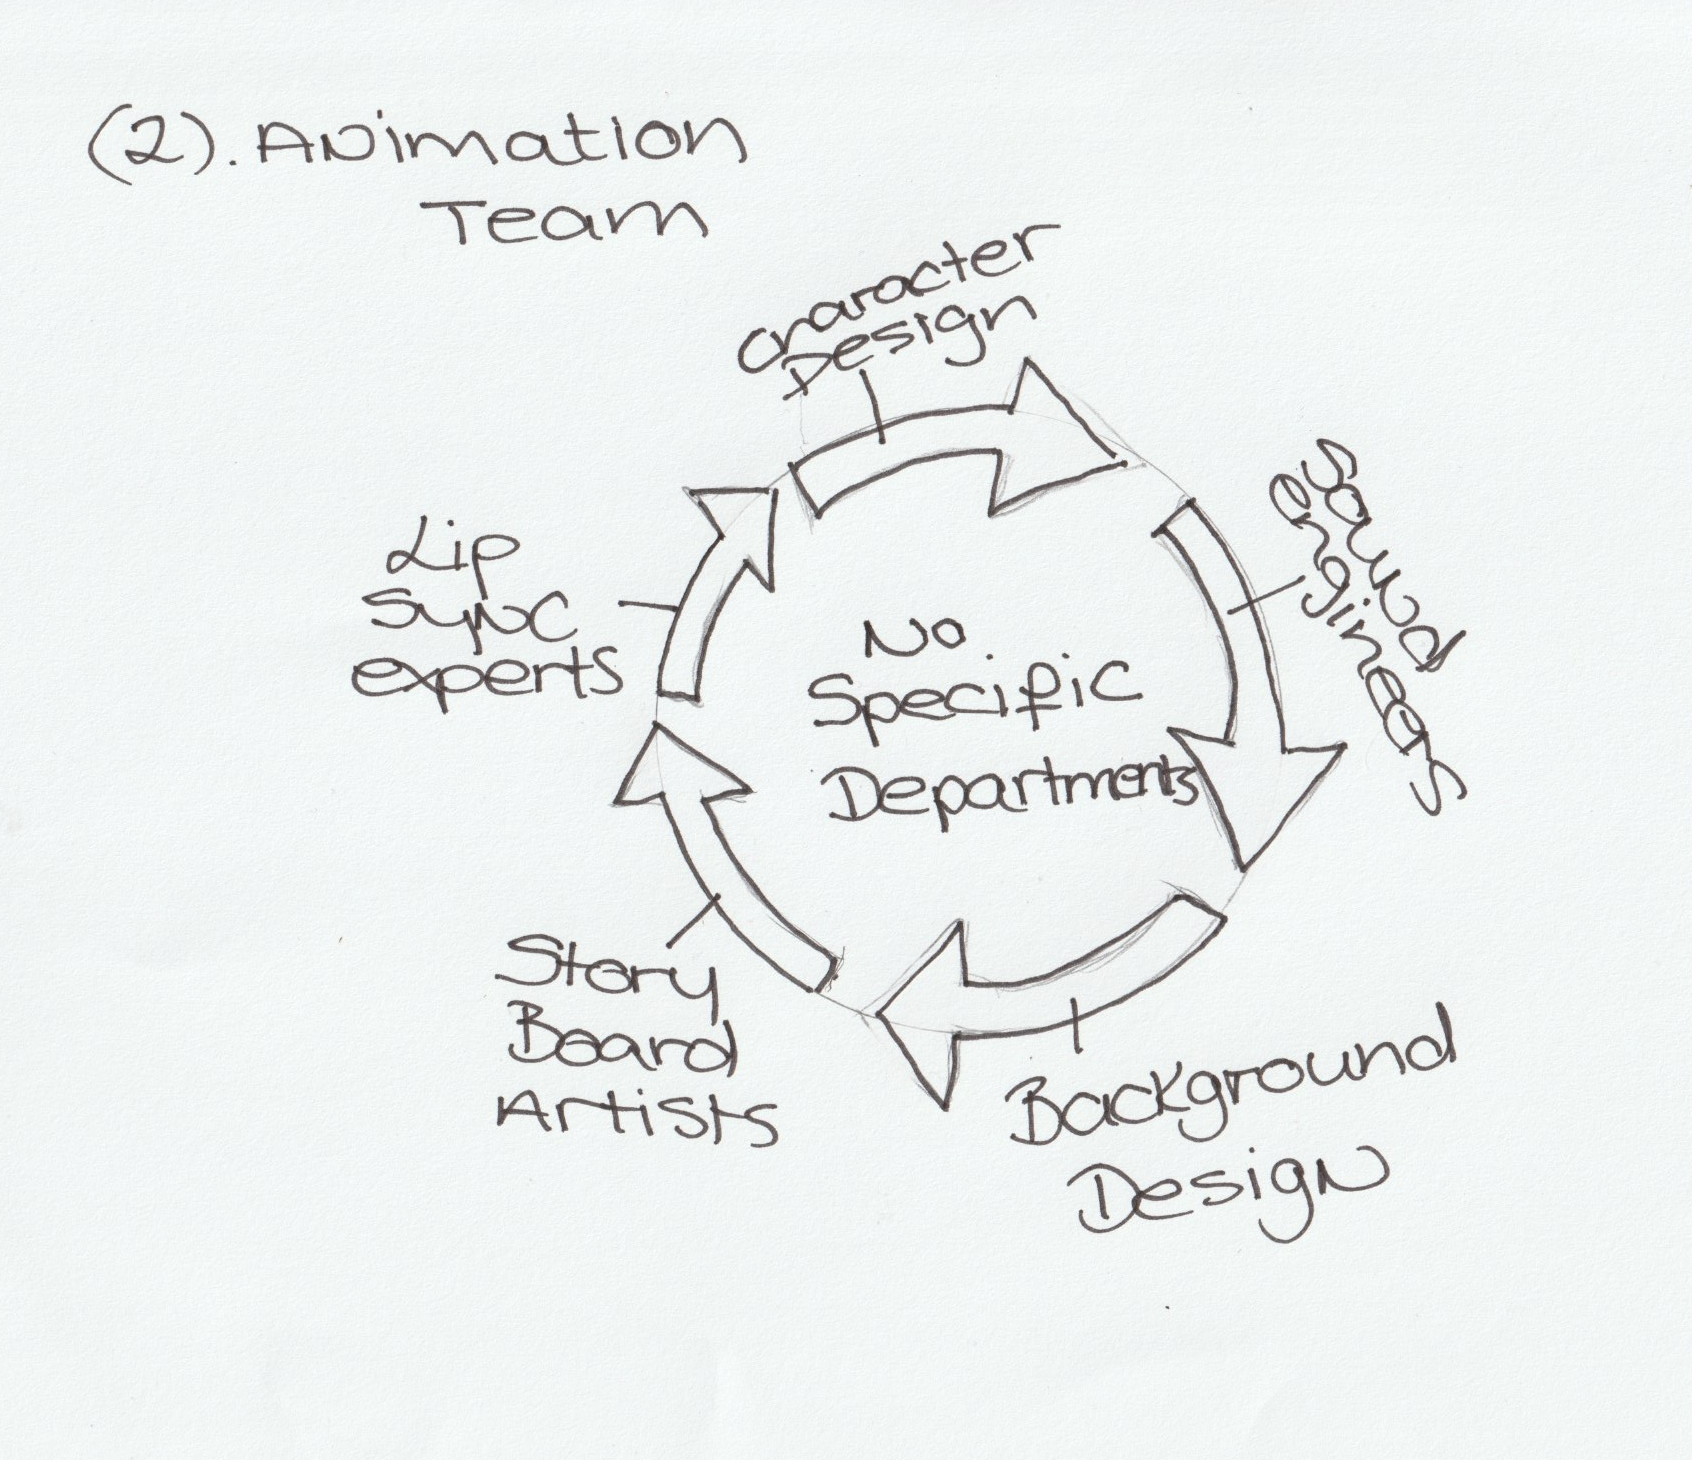 (2). Animation
Team
Character
Design
Sound
engineers
Lip
Sync
experts
No
Specific
Departments
Story
Board
Artists
Background
Design